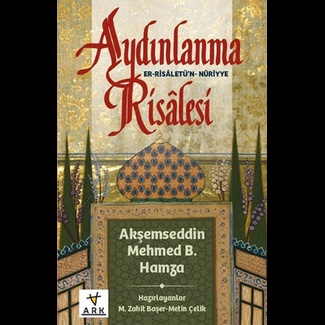 Aydınlanma
ER-RİSÂLETÜ'N- NÛRİYYE
Risâlesi
Akşemseddin
Mehmed B.
Hamza
Hazırlayanlar
M. Zahit Başer-Metin Çelik
ARK